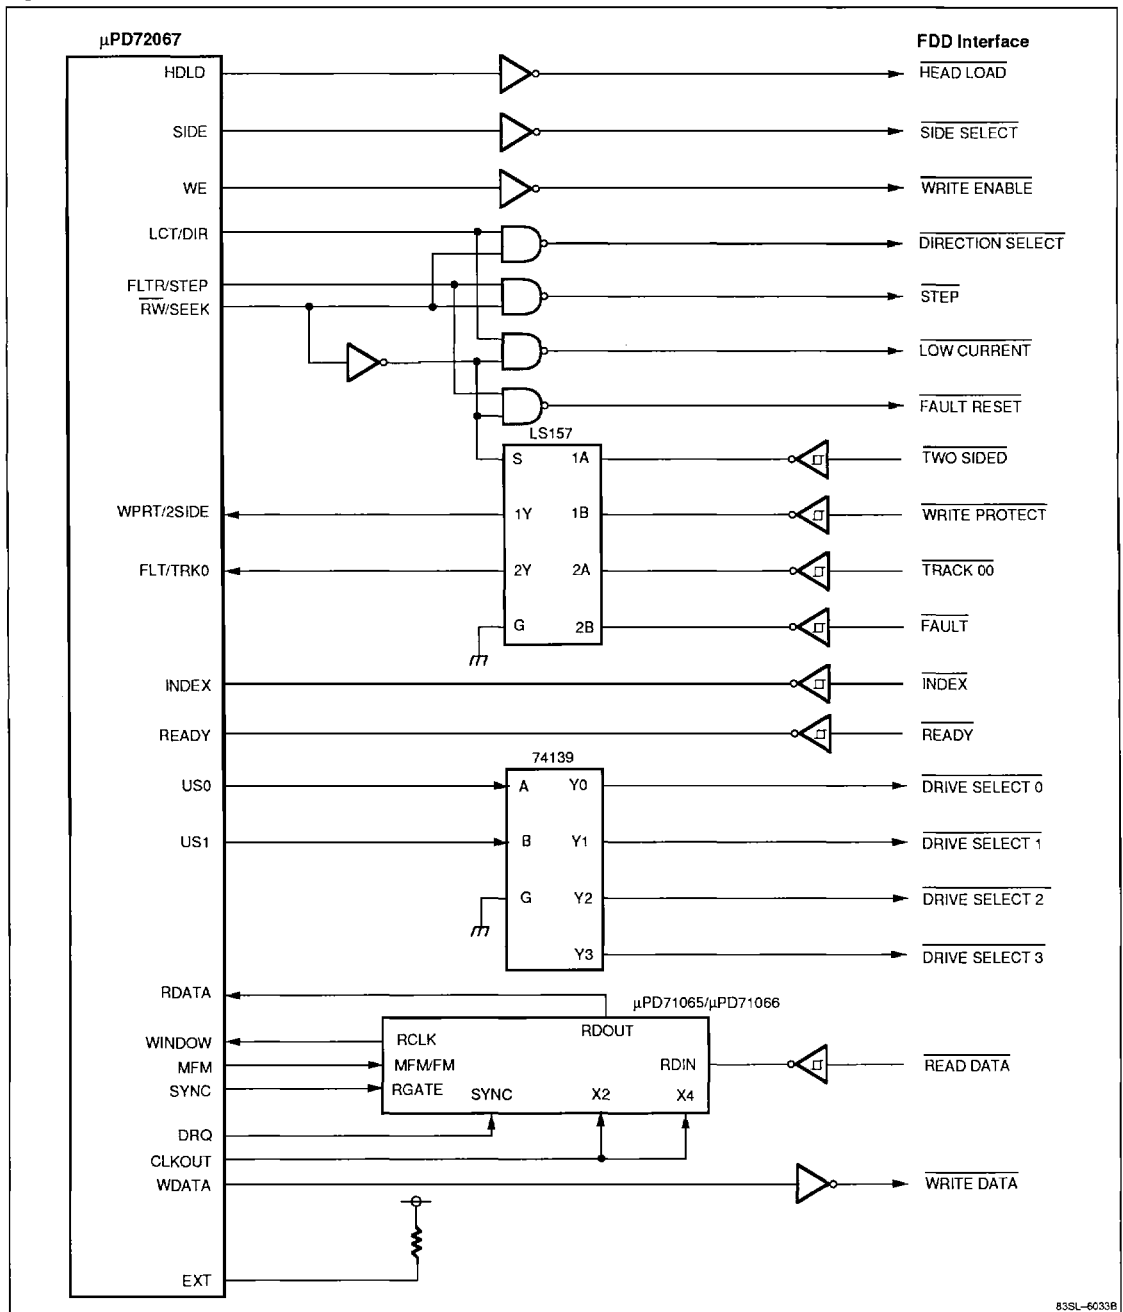 µPD72067
FDD Interface
HDLD
HEAD LOAD
SIDE
SIDE SELECT
WE
WRITE ENABLE
LCT/DIR
DIRECTION SELECT
FLTR/STEP
STEP
RW/SEEK
LOW CURRENT
FAULT RESET
LS157
S
1A
TWO SIDED
WPRT/2SIDE
1Y
1B
WRITE PROTECT
FLT/TRK0
2Y
2A
TRACK 00
G
2B
FAULT
INDEX
INDEX
READY
READY
74139
US0
A
Y0
DRIVE SELECT 0
US1
B
Y1
DRIVE SELECT 1
G
Y2
DRIVE SELECT 2
Y3
DRIVE SELECT 3
RDATA
µPD71065/µPD71066
RDOUT
WINDOW
RCLK
MFM
MFM/FM
RDIN
READ DATA
SYNC
RGATE
SYNC
X2
X4
DRQ
CLKOUT
WDATA
WRITE DATA
EXT
83SL-6033B